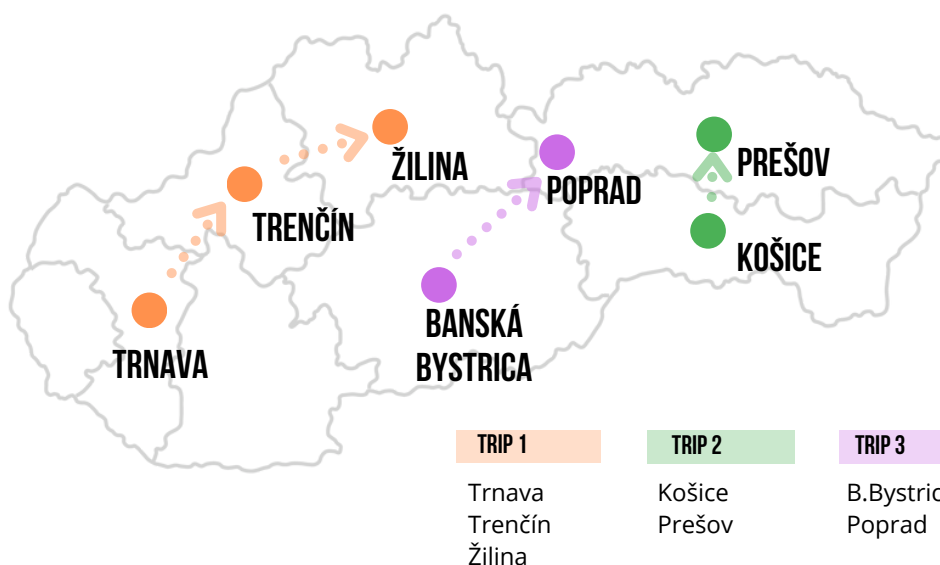 ŽILINA
PREŠOV
POPRAD
TRENČÍN
KOŠICE
BANSKÁ
BYSTRICA
TRNAVA
TRIP 1
TRIP 2
TRIP 3
Trnava
Trenčín
Žilina
Košice
Prešov
B.Bystric
Poprad